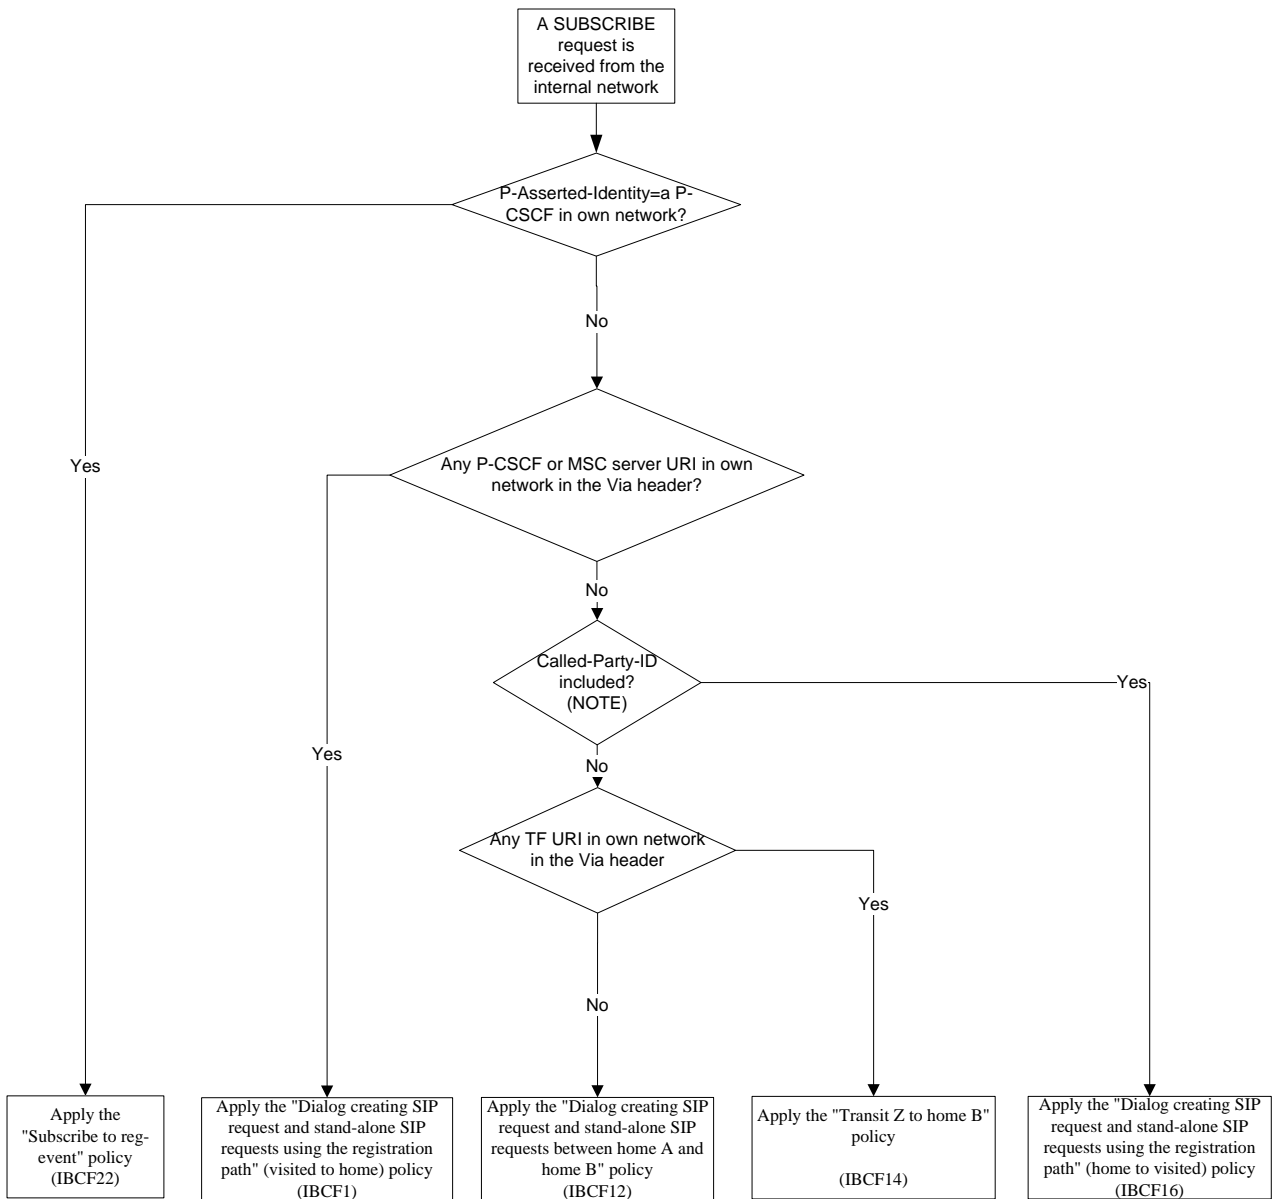 A SUBSCRIBE
request is
received from the
internal network
P-Asserted-Identity=a P-
CSCF in own network?
No
Yes
Any P-CSCF or MSC server URI in own
network in the Via header?
No
Called-Party-ID
included?
(NOTE)
Yes
Yes
No
Any TF URI in own network
in the Via header
Yes
No
Apply the
"Subscribe to reg-
event" policy
(IBCF22)
Apply the "Dialog creating SIP
request and stand-alone SIP
requests using the registration
path" (visited to home) policy
(IBCF1)
Apply the "Dialog creating SIP
request and stand-alone SIP
requests between home A and
home B" policy
(IBCF12)
Apply the "Transit Z to home B"
policy
(IBCF14)
Apply the "Dialog creating SIP
request and stand-alone SIP
requests using the registration
path" (home to visited) policy
(IBCF16)